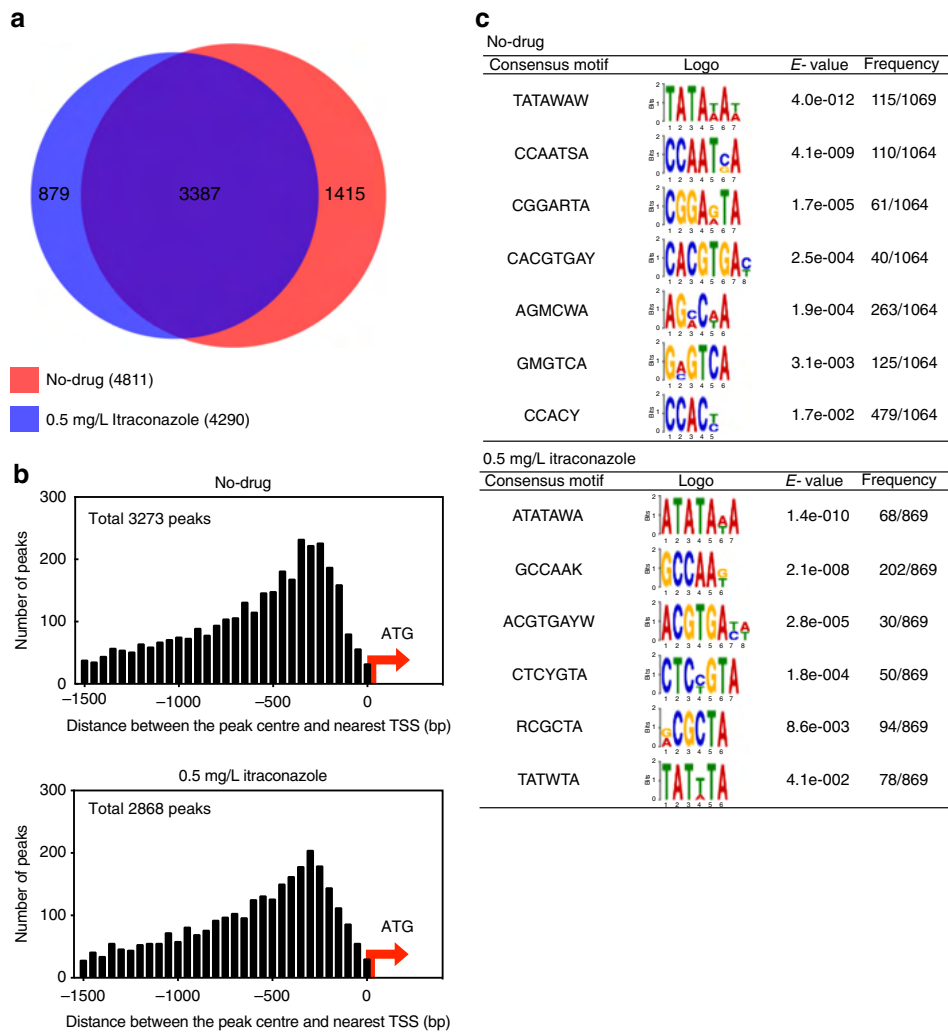 a
879
3387
1415
No-drug (4811)
0.5 mg/L Itraconazole (4290)
b
No-drug
Total 3273 peaks
Number of peaks
300
200
100
0
ATG
−1500
−1000
−500
0
Distance between the peak centre and nearest TSS (bp)
0.5 mg/L itraconazole
Total 2868 peaks
Number of peaks
300
200
100
0
ATG
−1500
−1000
−500
0
Distance between the peak centre and nearest TSS (bp)
c
No-drug
Consensus motif Logo E- value Frequency
TATAWAW 4.0e-012 115/1069
CCAATSA 4.1e-009 110/1064
CGGARTA 1.7e-005 61/1064
CACGTGAY 2.5e-004 40/1064
AGMCWA 1.9e-004 263/1064
GMGTCA 3.1e-003 125/1064
CCACY 1.7e-002 479/1064
0.5 mg/L itraconazole
Consensus motif Logo E- value Frequency
ATATAWA 1.4e-010 68/869
GCCAAK 2.1e-008 202/869
ACGTGAYW 2.8e-005 30/869
CTCYGTA 1.8e-004 50/869
RCGCTA 8.6e-003 94/869
TATWTA 4.1e-002 78/869